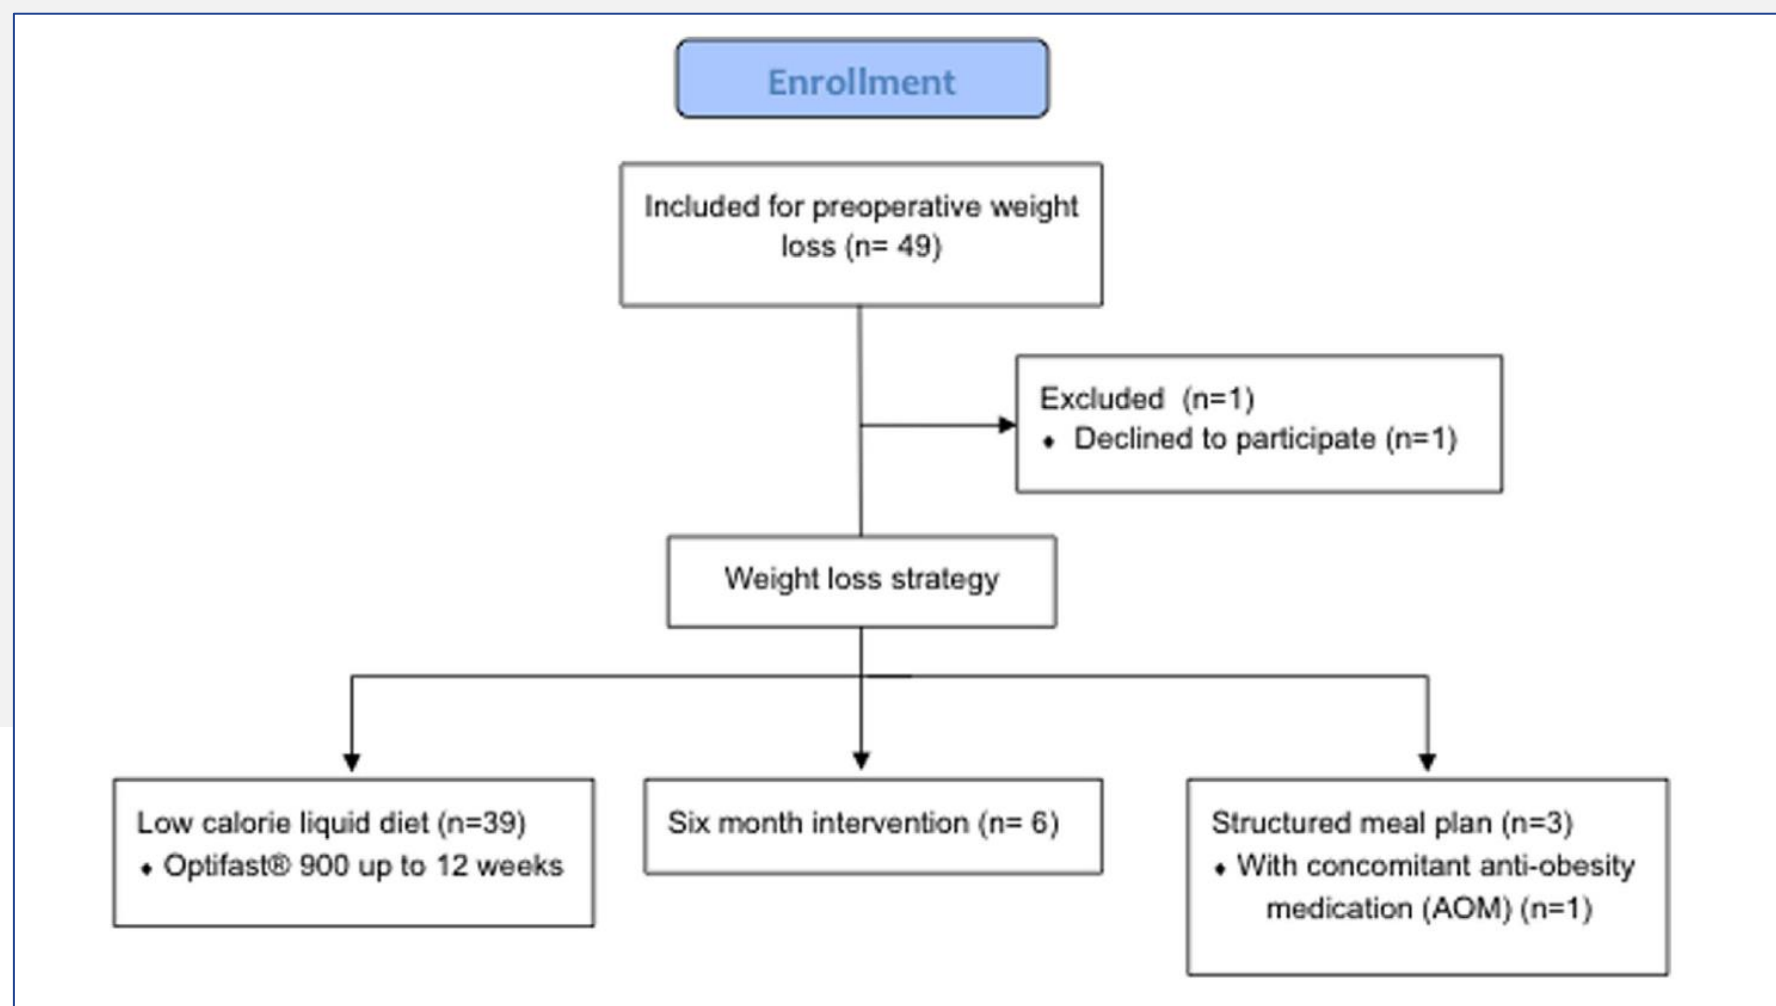 Enrollment
Included for preoperative weight
loss (n= 49)
Excluded  (n=1)
⬧ Declined to participate (n=1)
Weight loss strategy
Low calorie liquid diet (n=39)
⬧ Optifast® 900 up to 12 weeks
Six month intervention (n= 6)
Structured meal plan (n=3)
⬧ With concomitant anti-obesity
medication (AOM) (n=1)